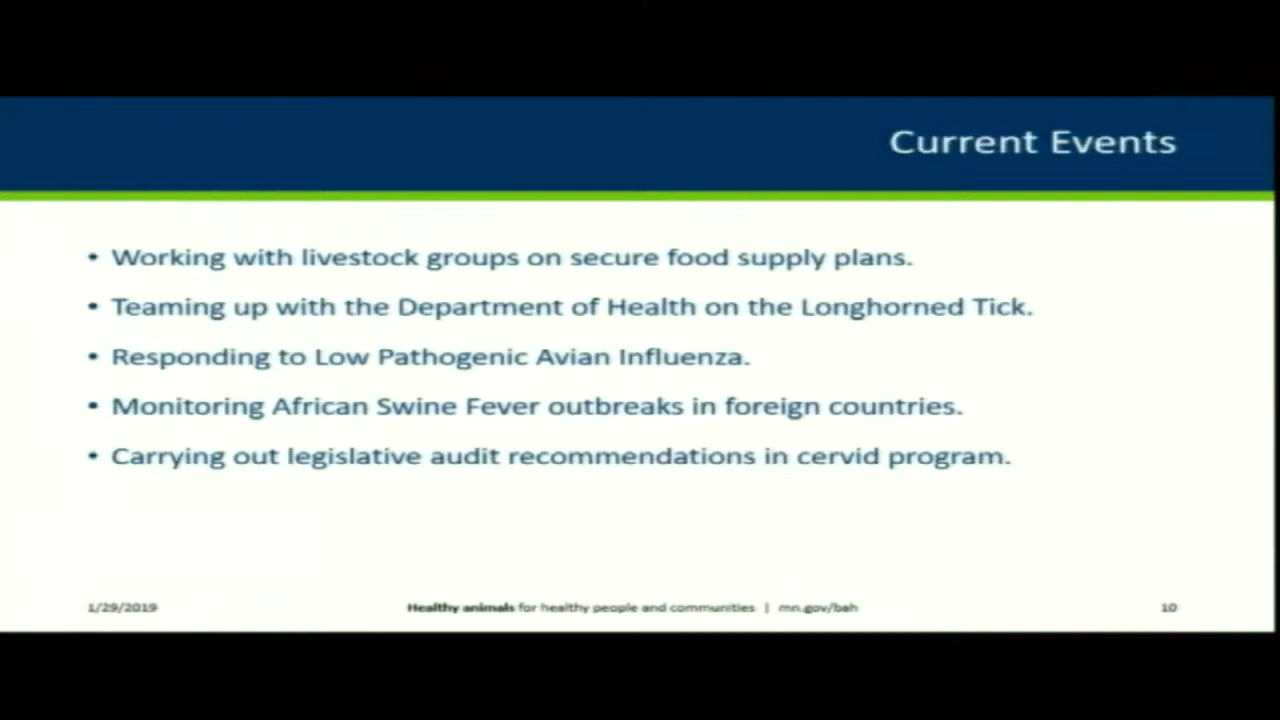 Current Events
• Working with livestock groups on secure food supply plans.
• Teaming up with the Department of Health on the Longhorned Tick.
• Responding to Low Pathogenic Avian Influenza.
• Monitoring African Swine Fever outbreaks in foreign countries.
• Carrying out legislative audit recommendations in cervid program.
1/29/2019 Healthy animals for healthy people and communities | mn.gov/bah 10